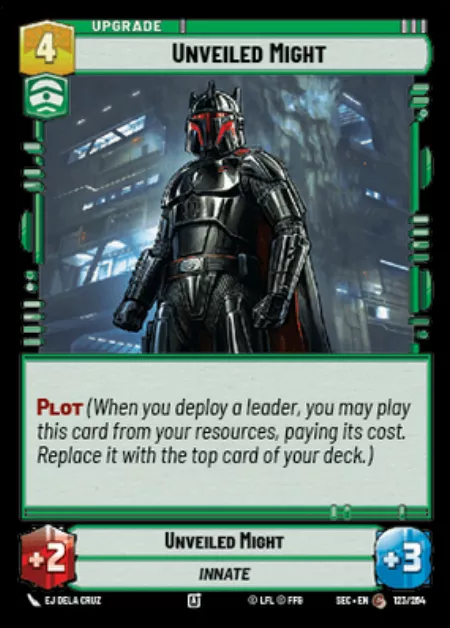 UPGRADE
4
UNVEILED MIGHT
PLOT (When you deploy a leader, you may play
this card from your resources, paying its cost.
Replace it with the top card of your deck.)
UNVEILED MIGHT
+2
INNATE
+3
EJ DELA CRUZ
A
© LFL © FFG
SEC • EN
123/264